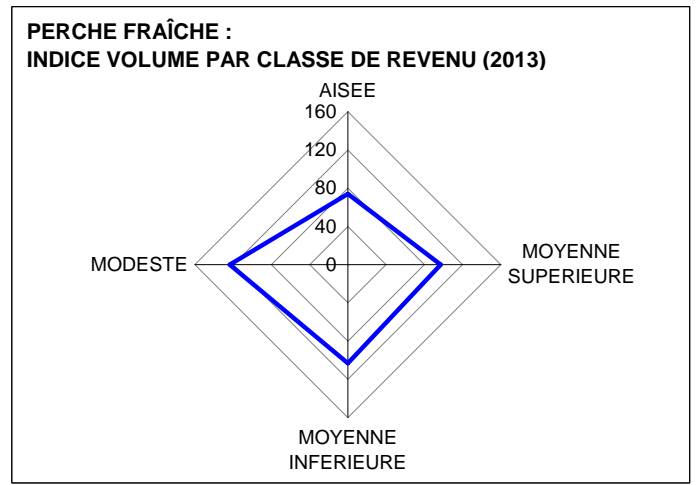 PERCHE FRAÎCHE :
INDICE VOLUME PAR CLASSE DE REVENU (2013)
AISEE
160
120
80
40
0
MODESTE
MOYENNE
SUPERIEURE
MOYENNE
INFERIEURE